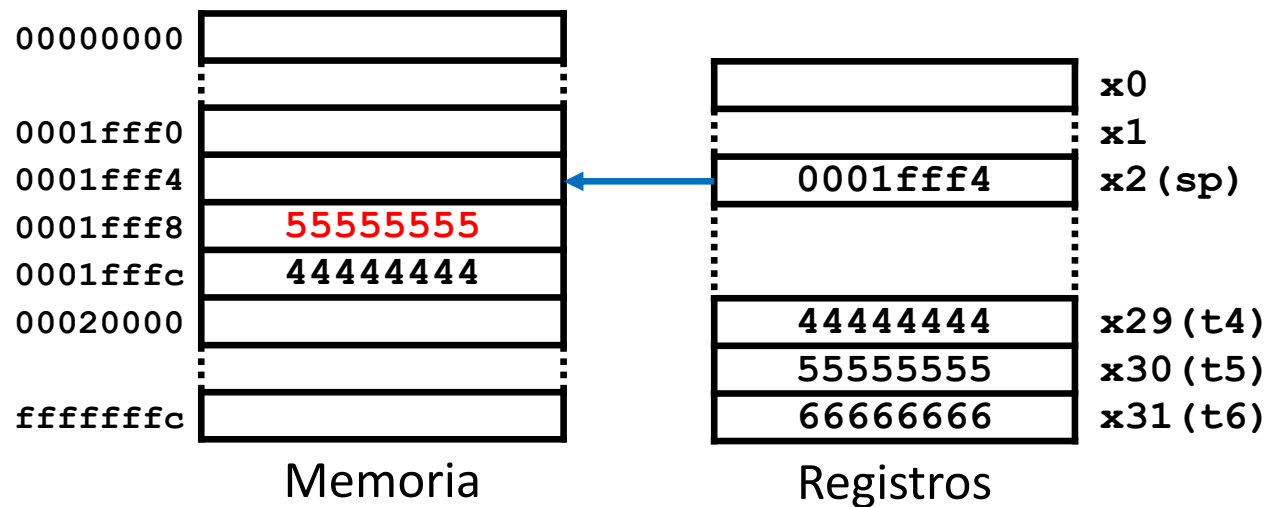 00000000
x0
0001fff0
x1
0001fff4
0001fff4
x2(sp)
0001fff8
55555555
0001fffc
44444444
00020000
44444444
x29(t4)
55555555
x30(t5)
fffffffc
66666666
x31(t6)
Memoria
Registros